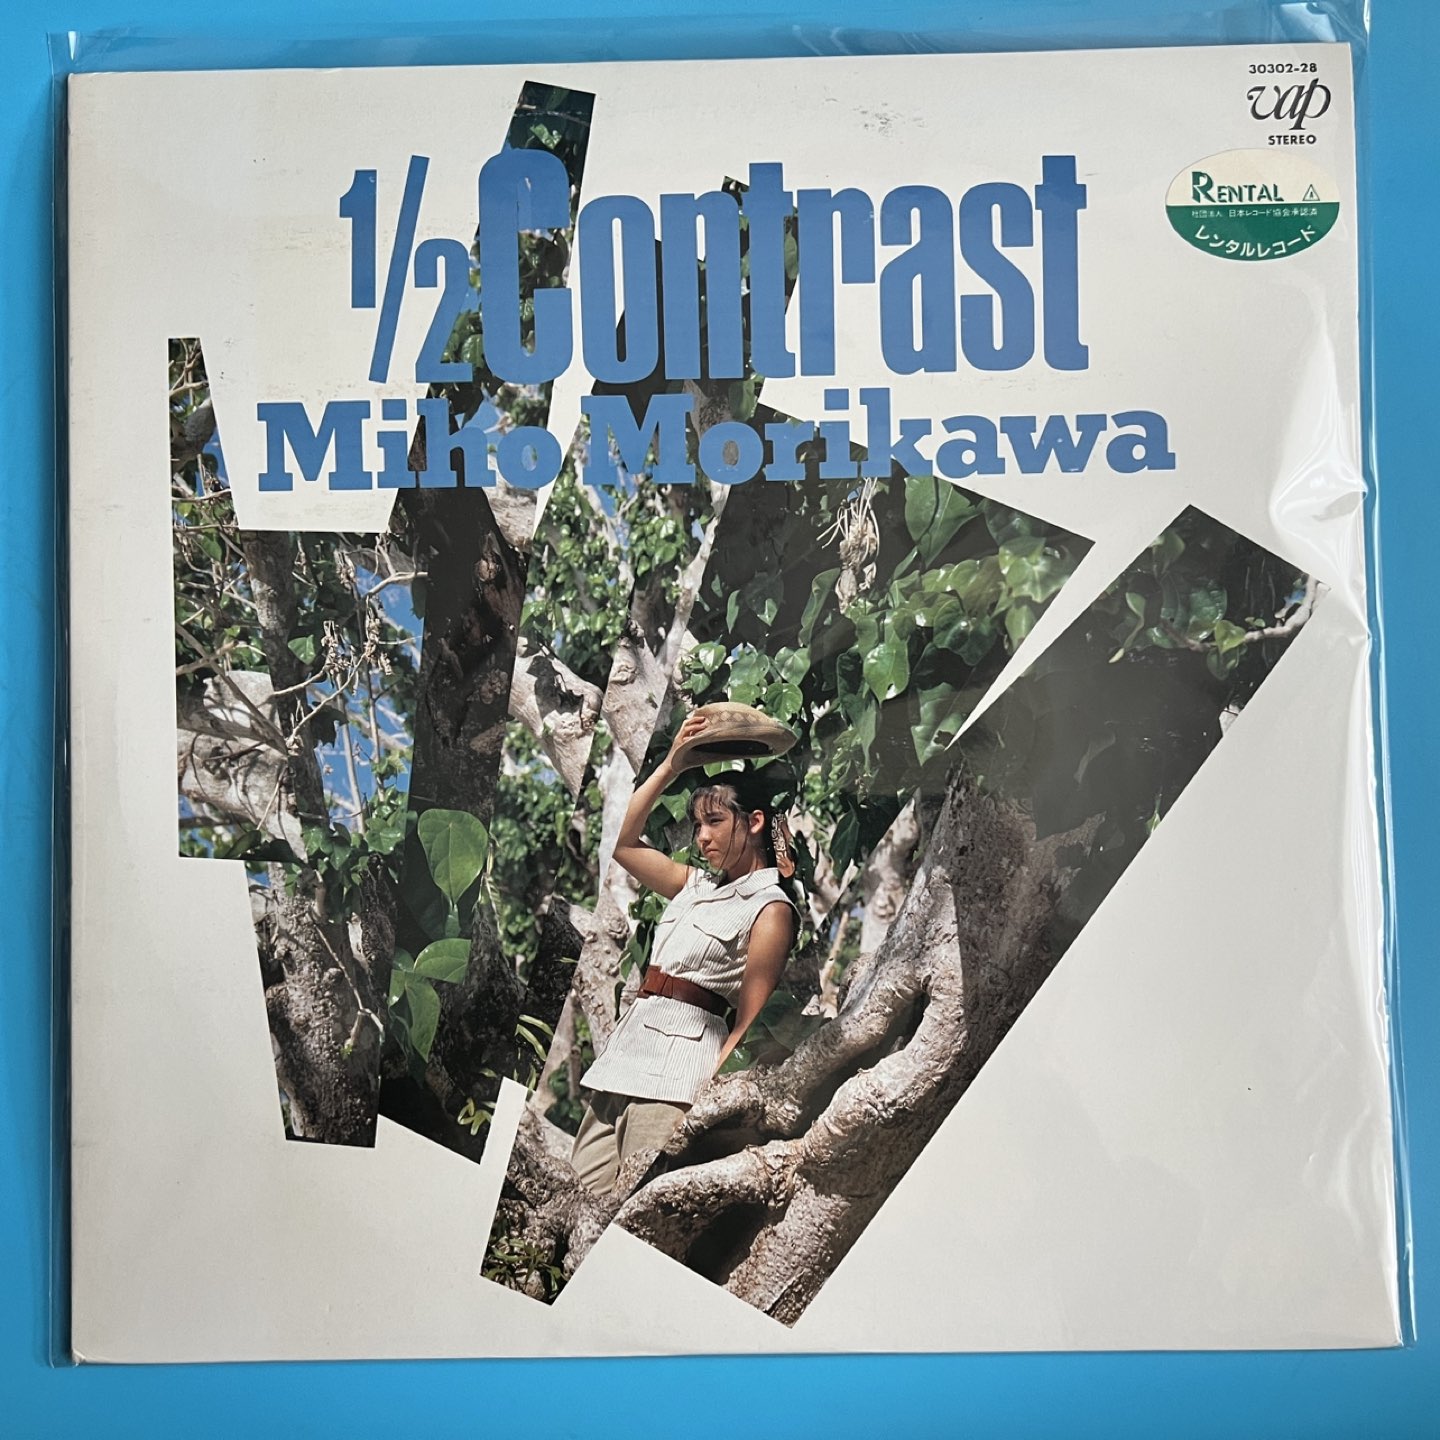 30302-28
vap
STEREO
RENTAL
社団法人 日本レコード協会承認済
レンタルレコード
1/2 Contrast
Miho Morikawa